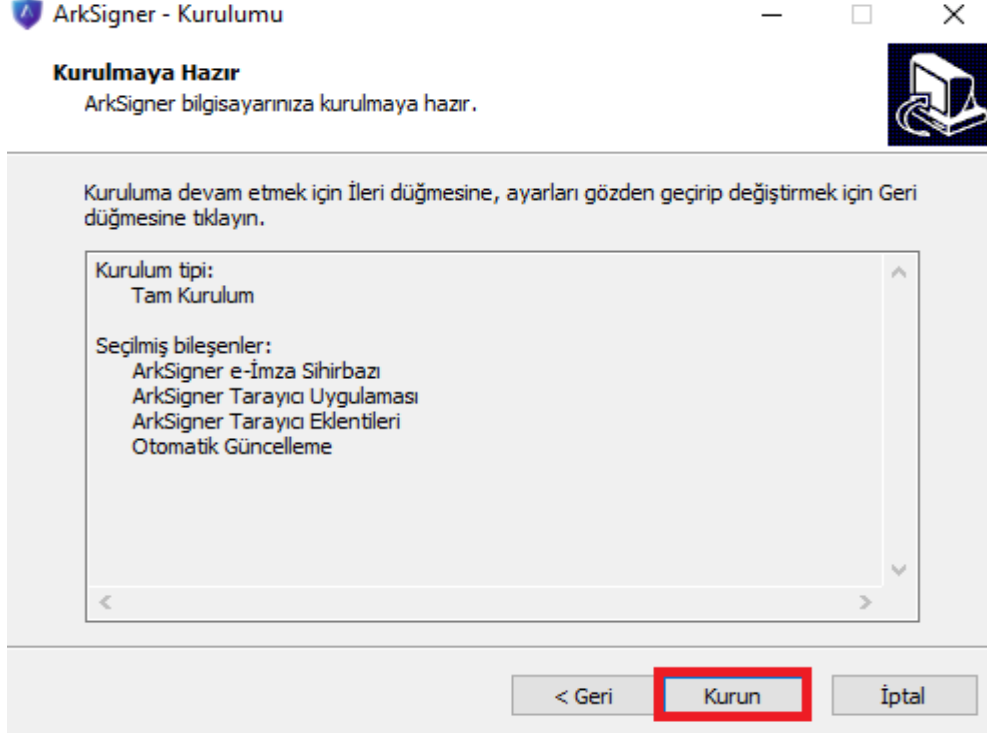 ArkSigner - Kurulumu
Kurulmaya Hazır
ArkSigner bilgisayarınıza kurulmaya hazır.
Kuruluma devam etmek için İleri düğmesine, ayarları gözden geçirip değiştirmek için Geri
düğmesine tıklayın.
Kurulum tipi:
Tam Kurulum
Seçilmiş bileşenler:
ArkSigner e-İmza Sihirbazı
ArkSigner Tarayıcı Uygulaması
ArkSigner Tarayıcı Eklentileri
Otomatik Güncelleme
< Geri
Kurun
İptal